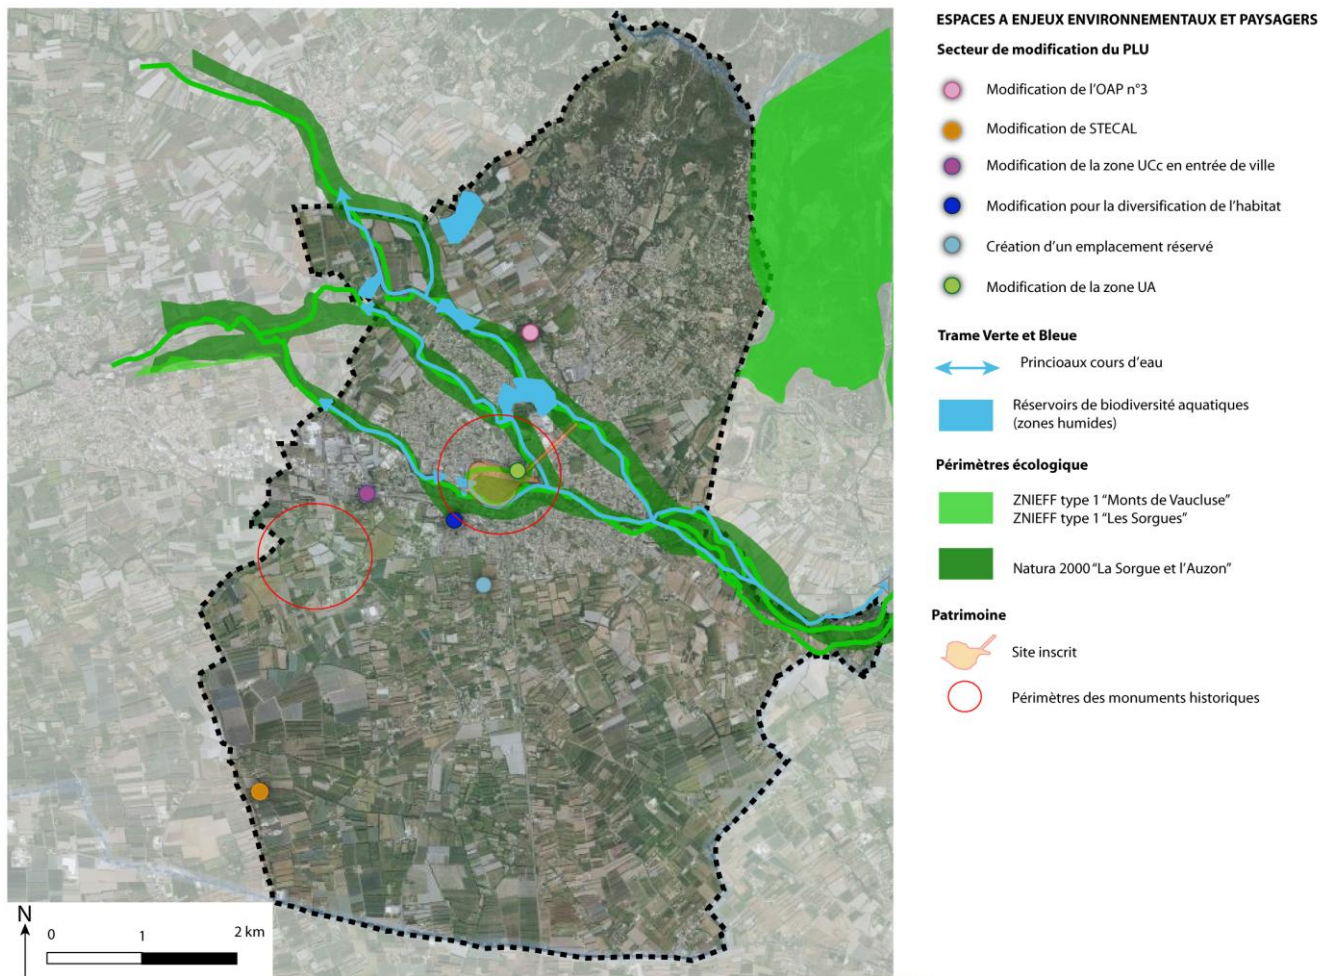 ESPACES A ENJEUX ENVIRONNEMENTAUX ET PAYSAGERS
Secteur de modification du PLU
Modification de l'OAP n°3
Modification de STECAL
Modification de la zone UCc en entrée de ville
Modification pour la diversification de l'habitat
Création d'un emplacement réservé
Modification de la zone UA
Trame Verte et Bleue
Princioaux cours d'eau
Réservoirs de biodiversité aquatiques
(zones humides)
Périmètres écologique
ZNIEFF type 1 "Monts de Vaucluse"
ZNIEFF type 1 "Les Sorgues"
Natura 2000 "La Sorgue et l'Auzon"
Patrimoine
Site inscrit
Périmètres des monuments historiques
N
0 1 2 km